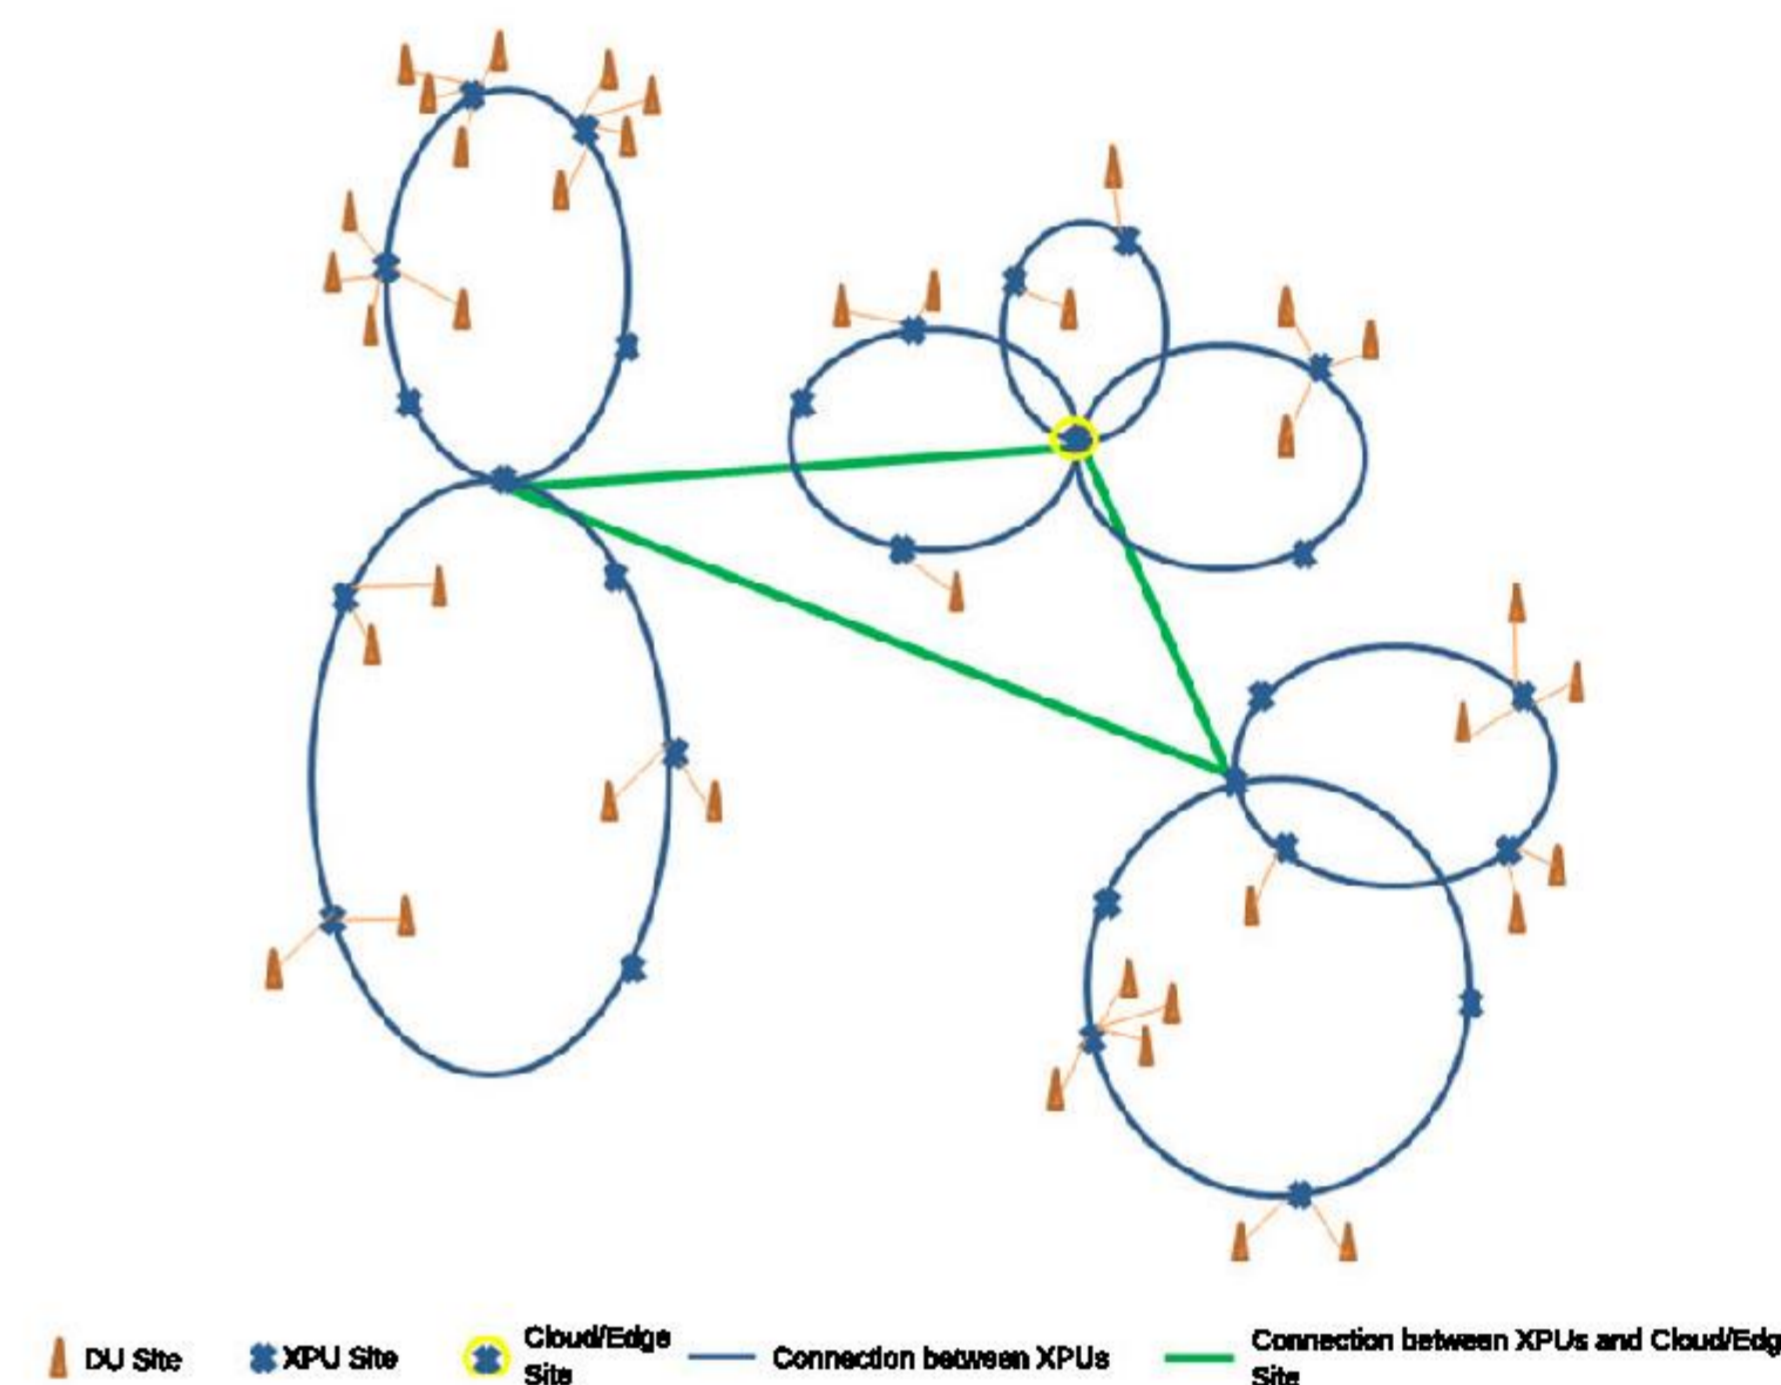 DU Site
XPU Site
Cloud/Edge
Site
Connection between XPUs
Connection between XPUs and Cloud/Edg
Site